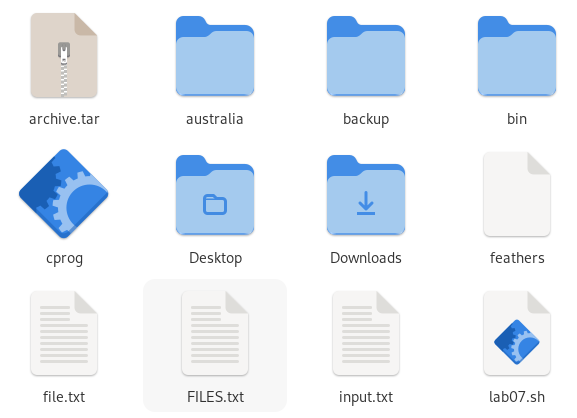 archive.tar
australia
backup
bin
cprog
Desktop
Downloads
feathers
file.txt
FILES.txt
input.txt
lab07.sh